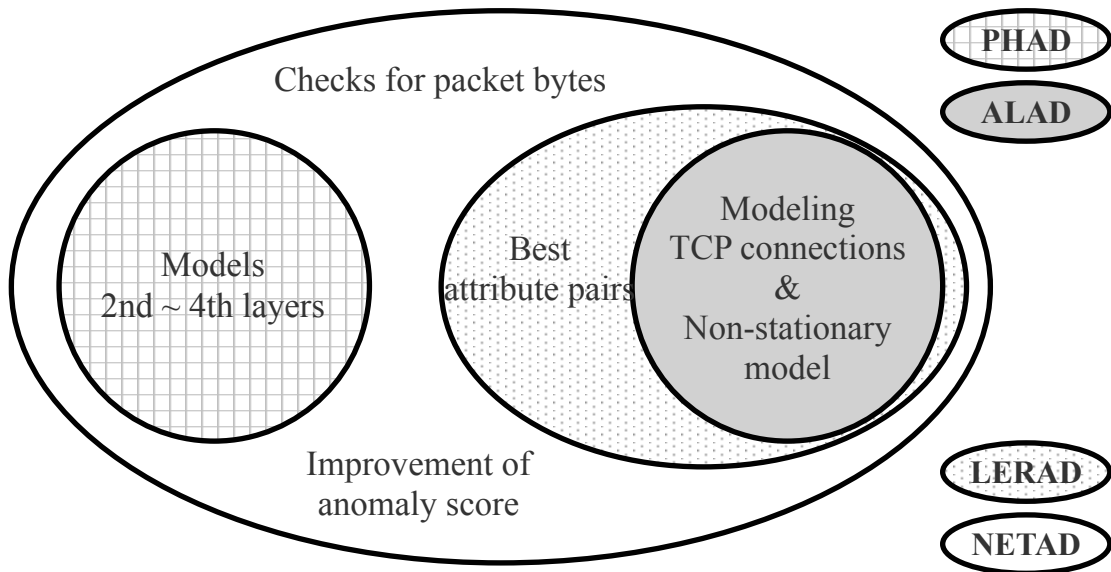 Checks for packet bytes
Models
2nd ~ 4th layers
Best
attribute pairs
Modeling
TCP connections
&
Non-stationary
model
Improvement of
anomaly score
PHAD
ALAD
LERAD
NETAD